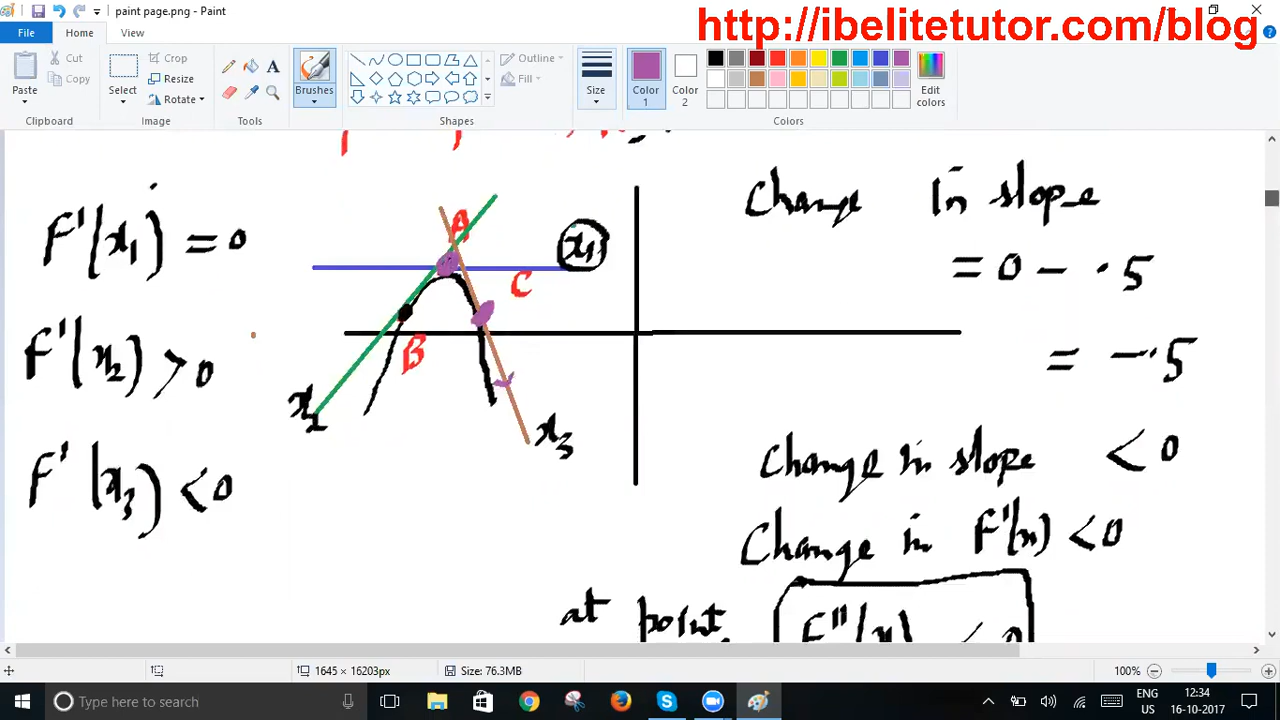 paint page.png - Paint
http://ibelitetutor.com/blog
File Home View
Paste
Cut
Copy
Clipboard
Select
Crop
Resize
Rotate
Image
Tools
Brushes
Outline
Fill
Shapes
Size
Color 1
Color 2
Edit colors
Colors
F'(x1) = 0
F'(x2) > 0
F'(x3) < 0
A
x1
C
B
x2
x3
Change In slope
= 0 - .5
= -.5
Change in slope < 0
Change in F'(x) < 0
at point F''(x) < 0
1645 × 16203px
Size: 76.3MB
100%
Type here to search
ENG
US
12:34
16-10-2017